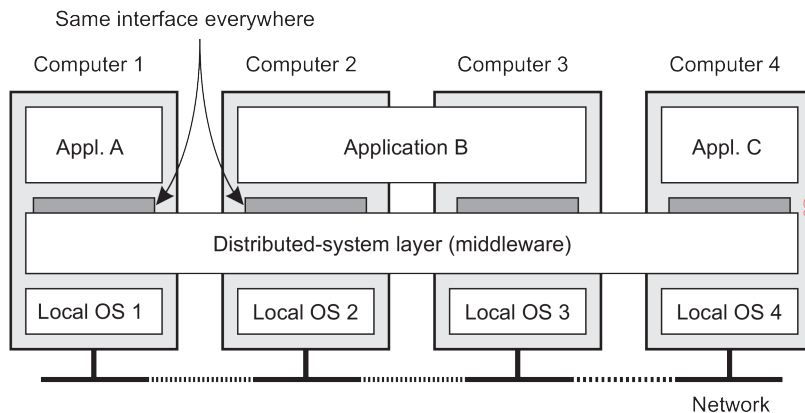 Same interface everywhere
Computer 1
Computer 2
Computer 3
Computer 4
Appl. A
Application B
Appl. C
Distributed-system layer (middleware)
Local OS 1
Local OS 2
Local OS 3
Local OS 4
Network